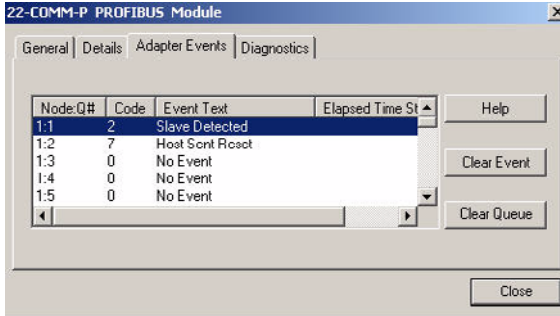 22-COMM-P PROFIBUS Module
General Details Adapter Events Diagnostics
Node:Q# Code Event Text Elapsed Time St
1:1 2 Slave Detected
1:2 7 Host Sent Reset
1:3 0 No Event
1:4 0 No Event
1:5 0 No Event
Help
Clear Event
Clear Queue
Close